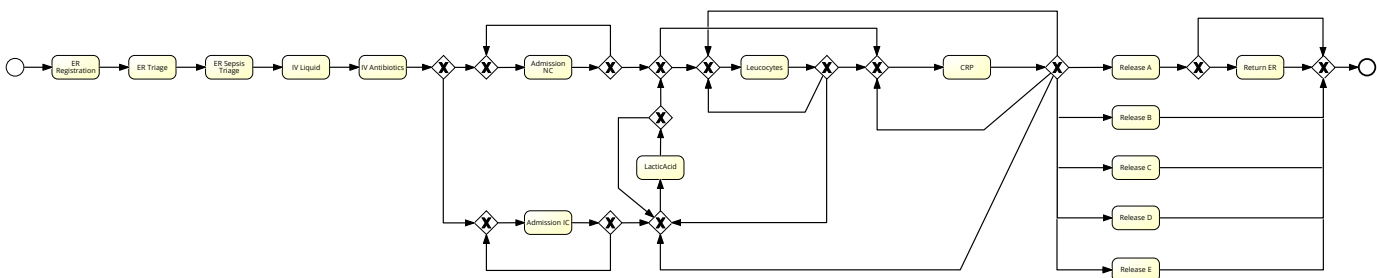 ER
Registration
ER Triage
ER Sepsis
Triage
IV Liquid
IV Antibiotics
Admission
NC
Leucocytes
CRP
Release A
Return ER
Release B
LacticAcid
Release C
Admission IC
Release D
Release E